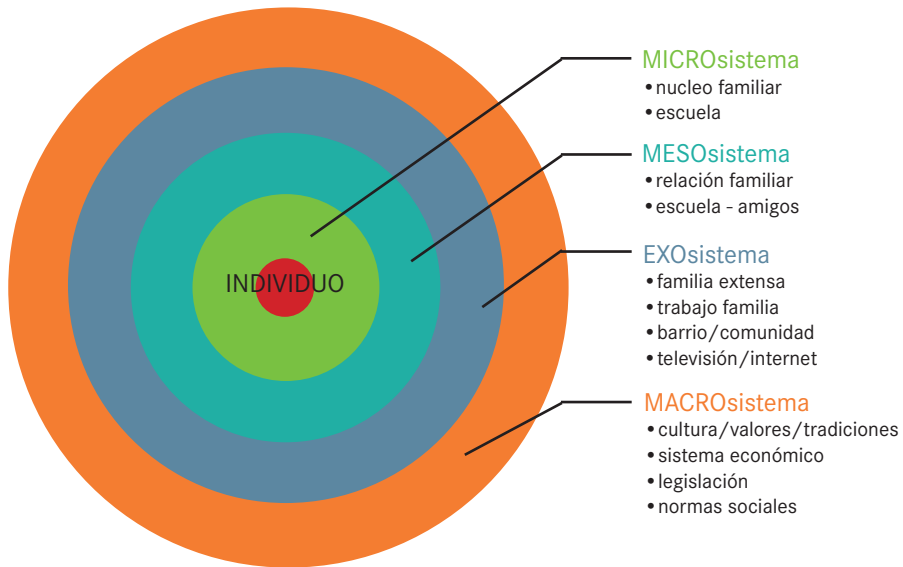 INDIVIDUO
MICROsistema
• nucleo familiar
• escuela
MESOsistema
• relación familiar
• escuela - amigos
EXOsistema
• familia extensa
• trabajo familia
• barrio/comunidad
• televisión/internet
MACROsistema
• cultura/valores/tradiciones
• sistema económico
• legislación
• normas sociales